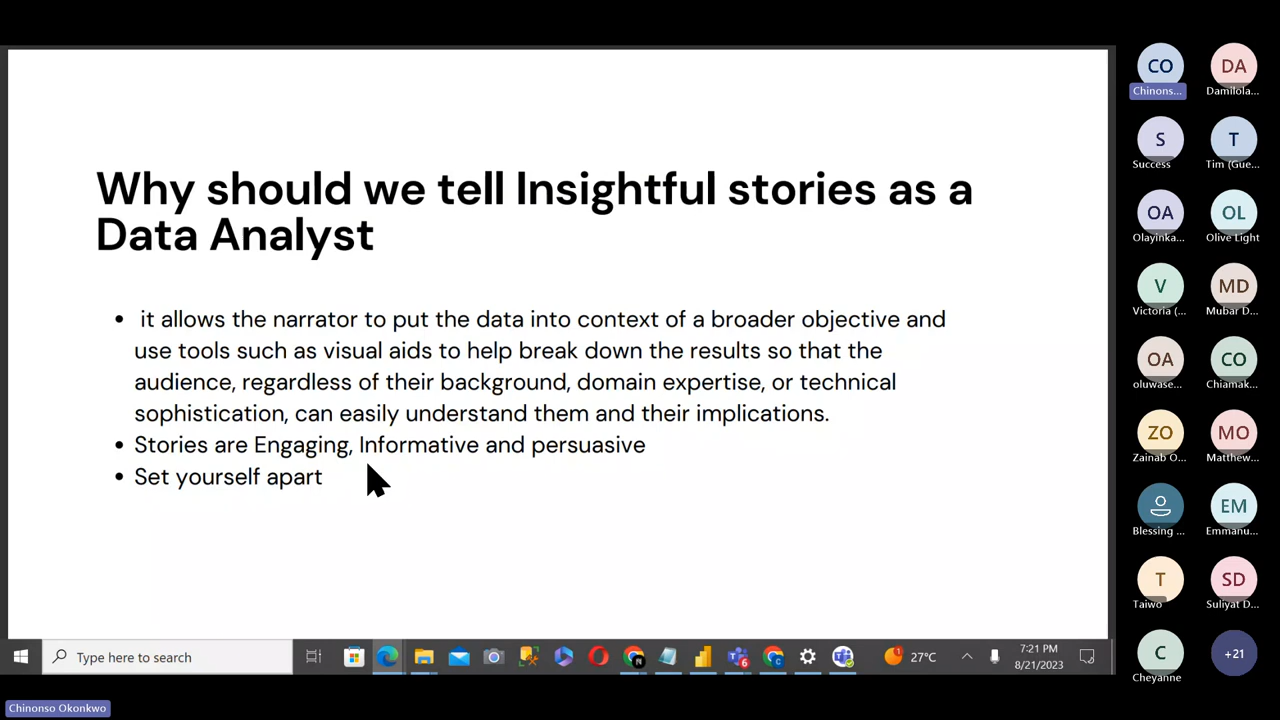 Why should we tell Insightful stories as a
Data Analyst
• it allows the narrator to put the data into context of a broader objective and
use tools such as visual aids to help break down the results so that the
audience, regardless of their background, domain expertise, or technical
sophistication, can easily understand them and their implications.
• Stories are Engaging, Informative and persuasive
• Set yourself apart
CO
Chinons...
DA
Damilola...
S
Success
T
Tim (Gue...
OA
Olayinka...
OL
Olive Light
V
Victoria (...
MD
Mubar D...
OA
oluwase...
CO
Chiamak...
ZO
Zainab O...
MO
Matthew...
Blessing ...
EM
Emmanu...
T
Taiwo
SD
Suliyat D...
C
Cheyanne
+21
Type here to search
6
1
27°C
7:21 PM
8/21/2023
Chinonso Okonkwo